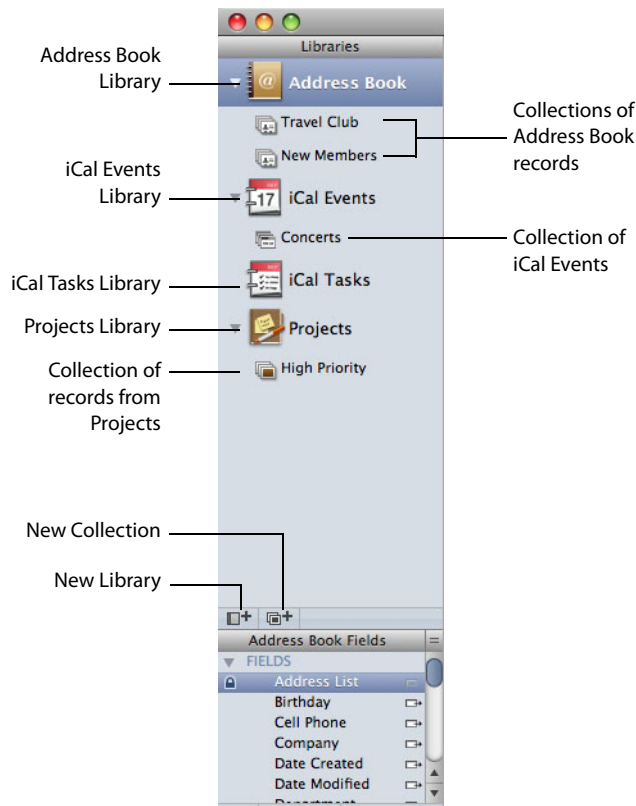 Libraries
Address Book
Library
@ Address Book
Travel Club
New Members
Collections of
Address Book
records
iCal Events
Library
17 iCal Events
Concerts
Collection of
iCal Events
iCal Tasks Library
iCal Tasks
Projects Library
Projects
Collection of
records from
Projects
High Priority
New Collection
New Library
Address Book Fields
FIELDS
Address List
Birthday
Cell Phone
Company
Date Created
Date Modified